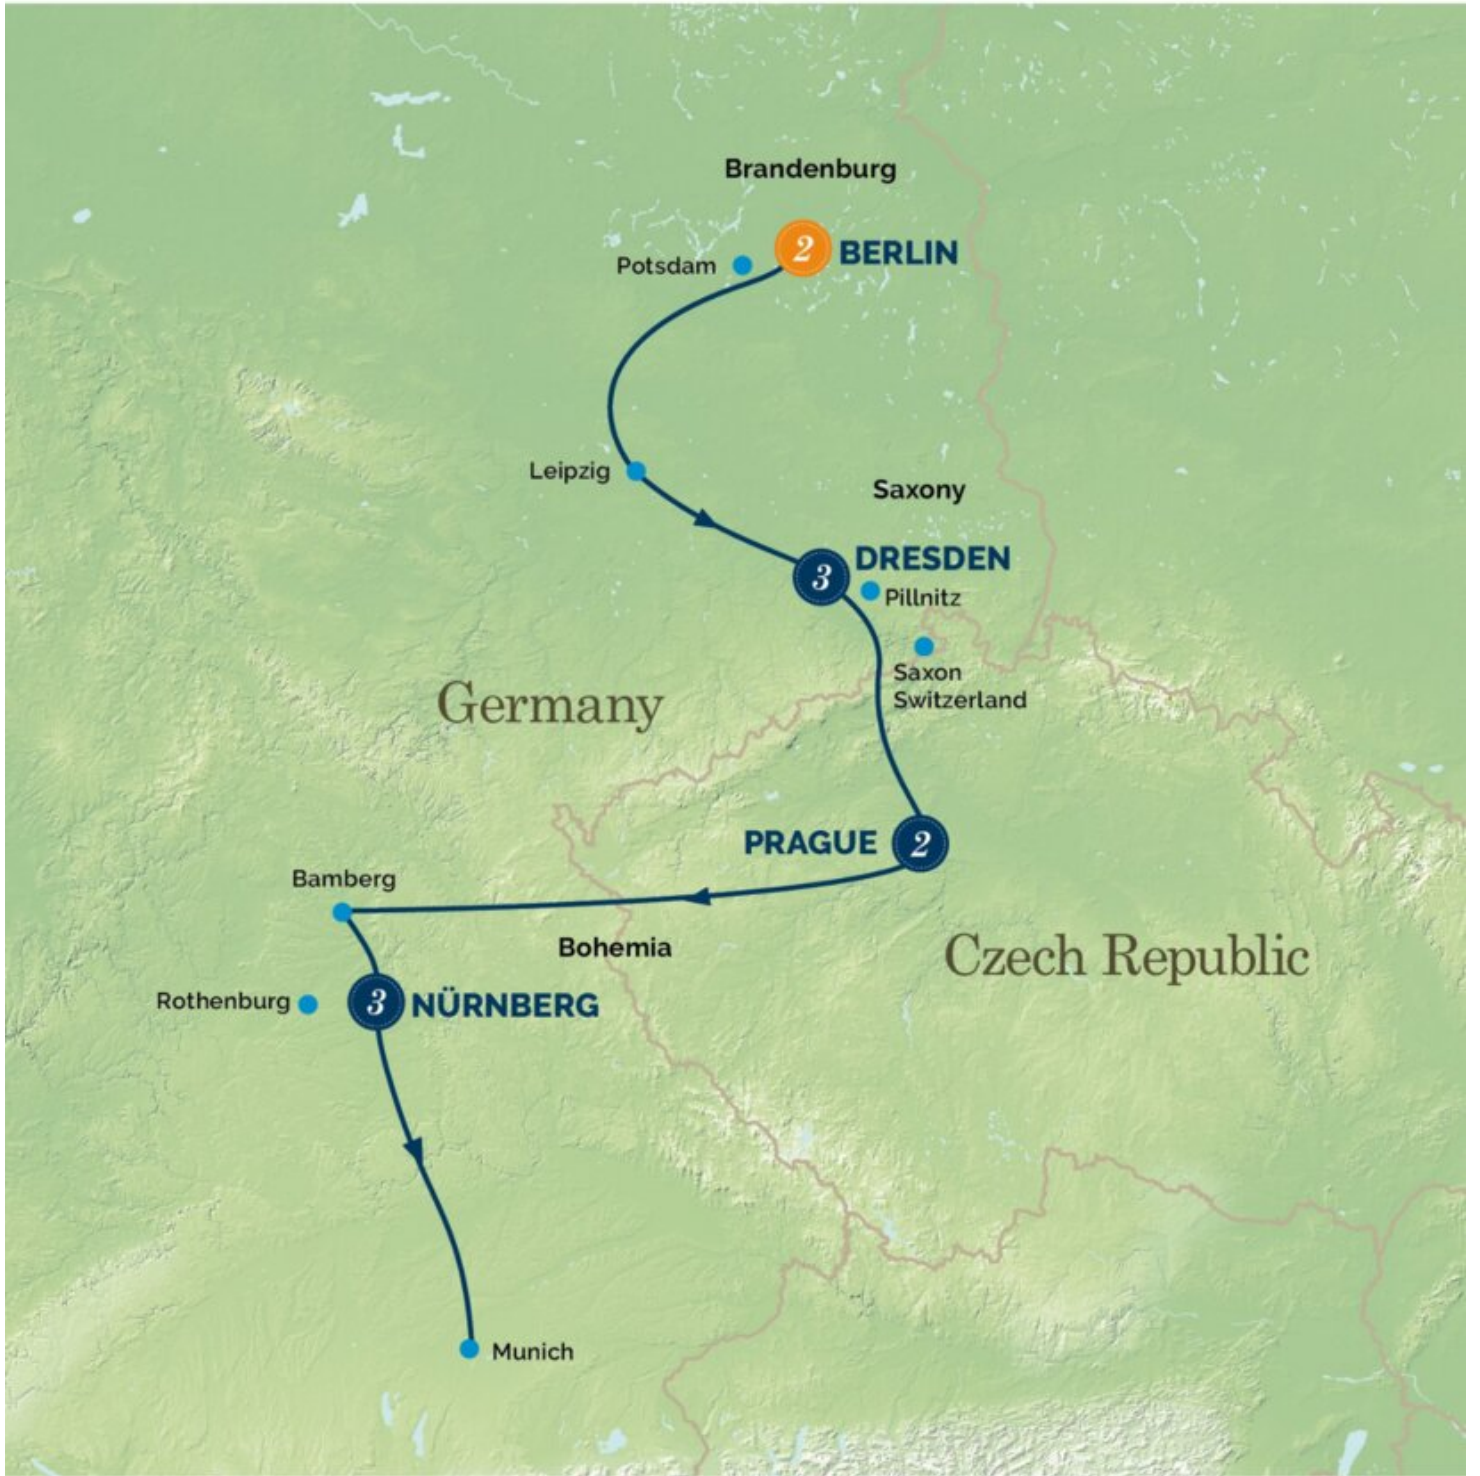 Brandenburg
2 BERLIN
Potsdam
Leipzig
Saxony
DRESDEN
3
Pillnitz
Saxon
Switzerland
Germany
PRAGUE 2
Bamberg
Bohemia
Czech Republic
Rothenburg
3 NÜRNBERG
Munich